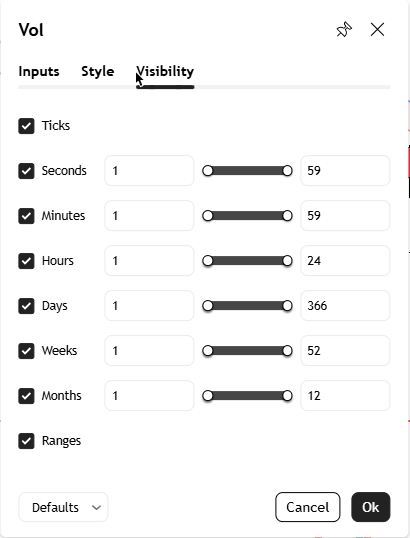 Vol
Inputs Style Visibility
Ticks
Seconds 1 59
Minutes 1 59
Hours 1 24
Days 1 366
Weeks 1 52
Months 1 12
Ranges
Defaults Cancel Ok